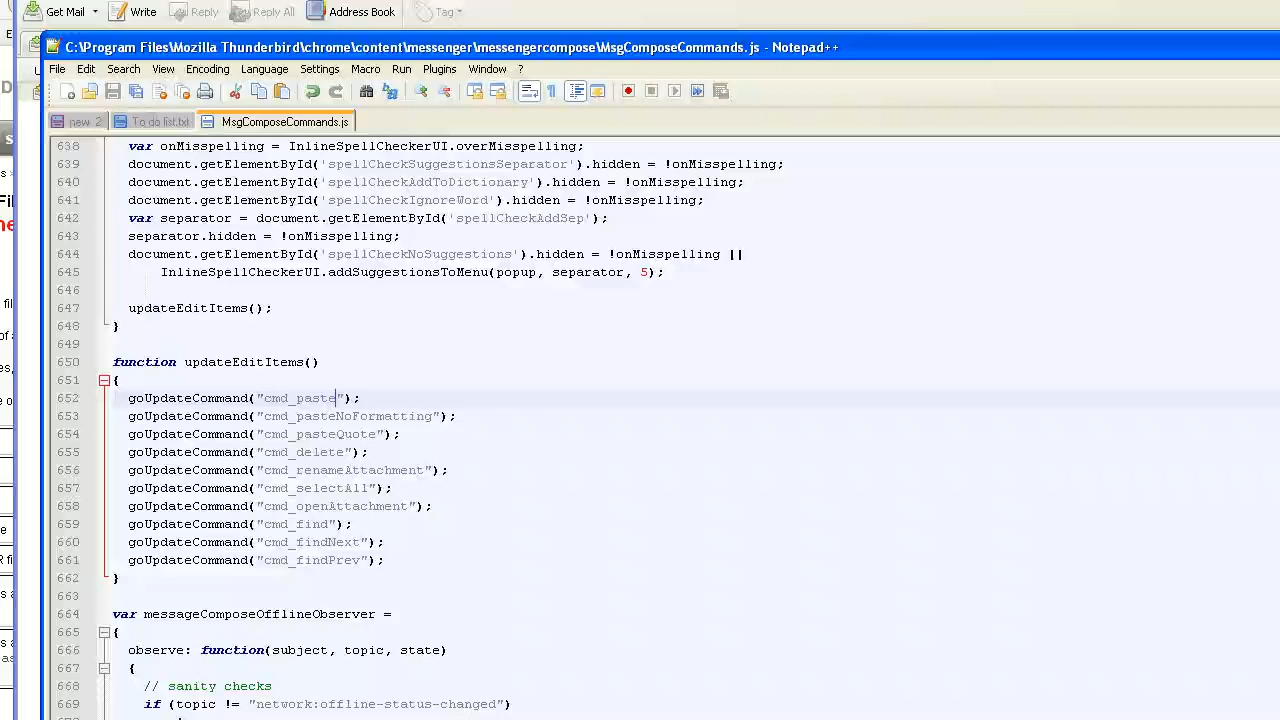 Get Mail Write Reply Reply All Address Book Tag
C:\Program Files\Mozilla Thunderbird\chrome\content\messenger\messengercompose\MsgComposeCommands.js - Notepad++
File Edit Search View Encoding Language Settings Macro Run Plugins Window ?
new 2 To do list.txt MsgComposeCommands.js
638 var onMisspelling = InlineSpellCheckerUI.overMisspelling;
639 document.getElementById('spellCheckSuggestionsSeparator').hidden = !onMisspelling;
640 document.getElementById('spellCheckAddToDictionary').hidden = !onMisspelling;
641 document.getElementById('spellCheckIgnoreWord').hidden = !onMisspelling;
642 var separator = document.getElementById('spellCheckAddSep');
643 separator.hidden = !onMisspelling;
644 document.getElementById('spellCheckNoSuggestions').hidden = !onMisspelling ||
645 InlineSpellCheckerUI.addSuggestionsToMenu(popup, separator, 5);
646
647 updateEditItems();
648 }
649
650 function updateEditItems()
651 {
652 goUpdateCommand("cmd_paste");
653 goUpdateCommand("cmd_pasteNoFormatting");
654 goUpdateCommand("cmd_pasteQuote");
655 goUpdateCommand("cmd_delete");
656 goUpdateCommand("cmd_renameAttachment");
657 goUpdateCommand("cmd_selectAll");
658 goUpdateCommand("cmd_openAttachment");
659 goUpdateCommand("cmd_find");
660 goUpdateCommand("cmd_findNext");
661 goUpdateCommand("cmd_findPrev");
662 }
663
664 var messageComposeOfflineObserver =
665 {
666 observe: function(subject, topic, state)
667 {
668 // sanity checks
669 if (topic != "network:offline-status-changed")